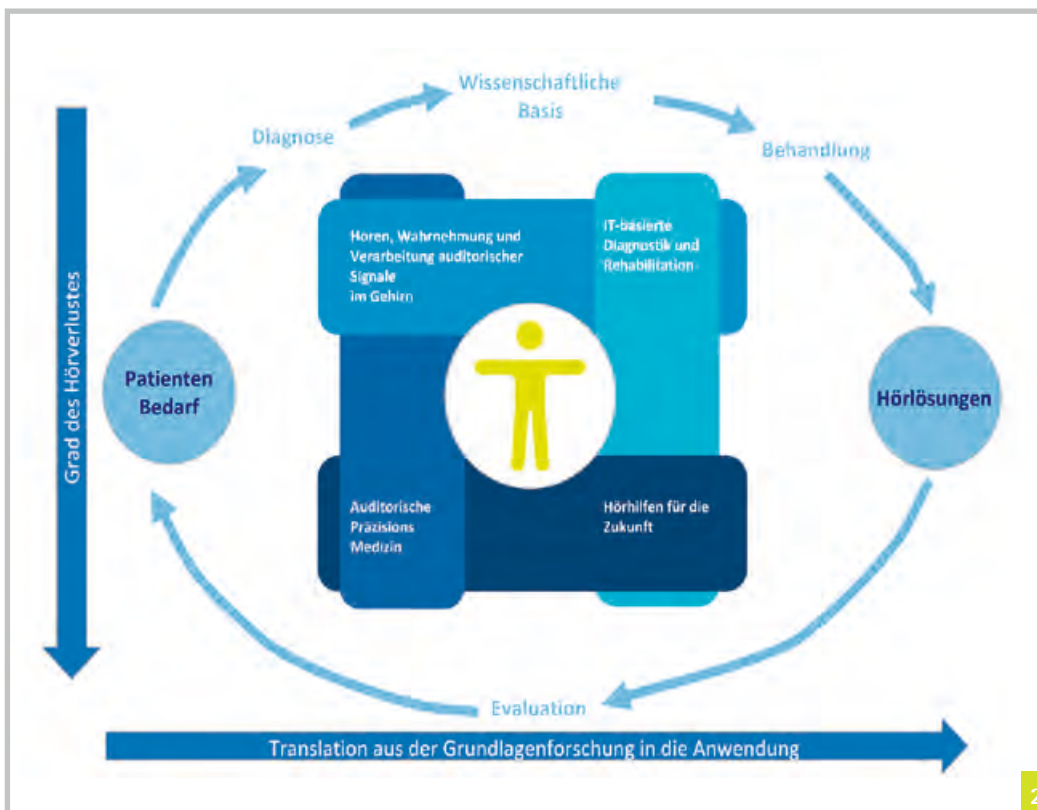 Wissenschaftliche
Basis
Diagnose
Behandlung
Horen, Wahrnehmung und
Verarbeitung auditorischer
Signale
im Gehirn
IT-basierte
Diagnostik und
Rehabilitation
Grad des Hörverlustes
Patienten
Bedarf
Hörlösungen
Auditorische
Präzisions
Medizin
Hörhilfen für die
Zukunft
Evaluation
Translation aus der Grundlagenforschung in die Anwendung
2